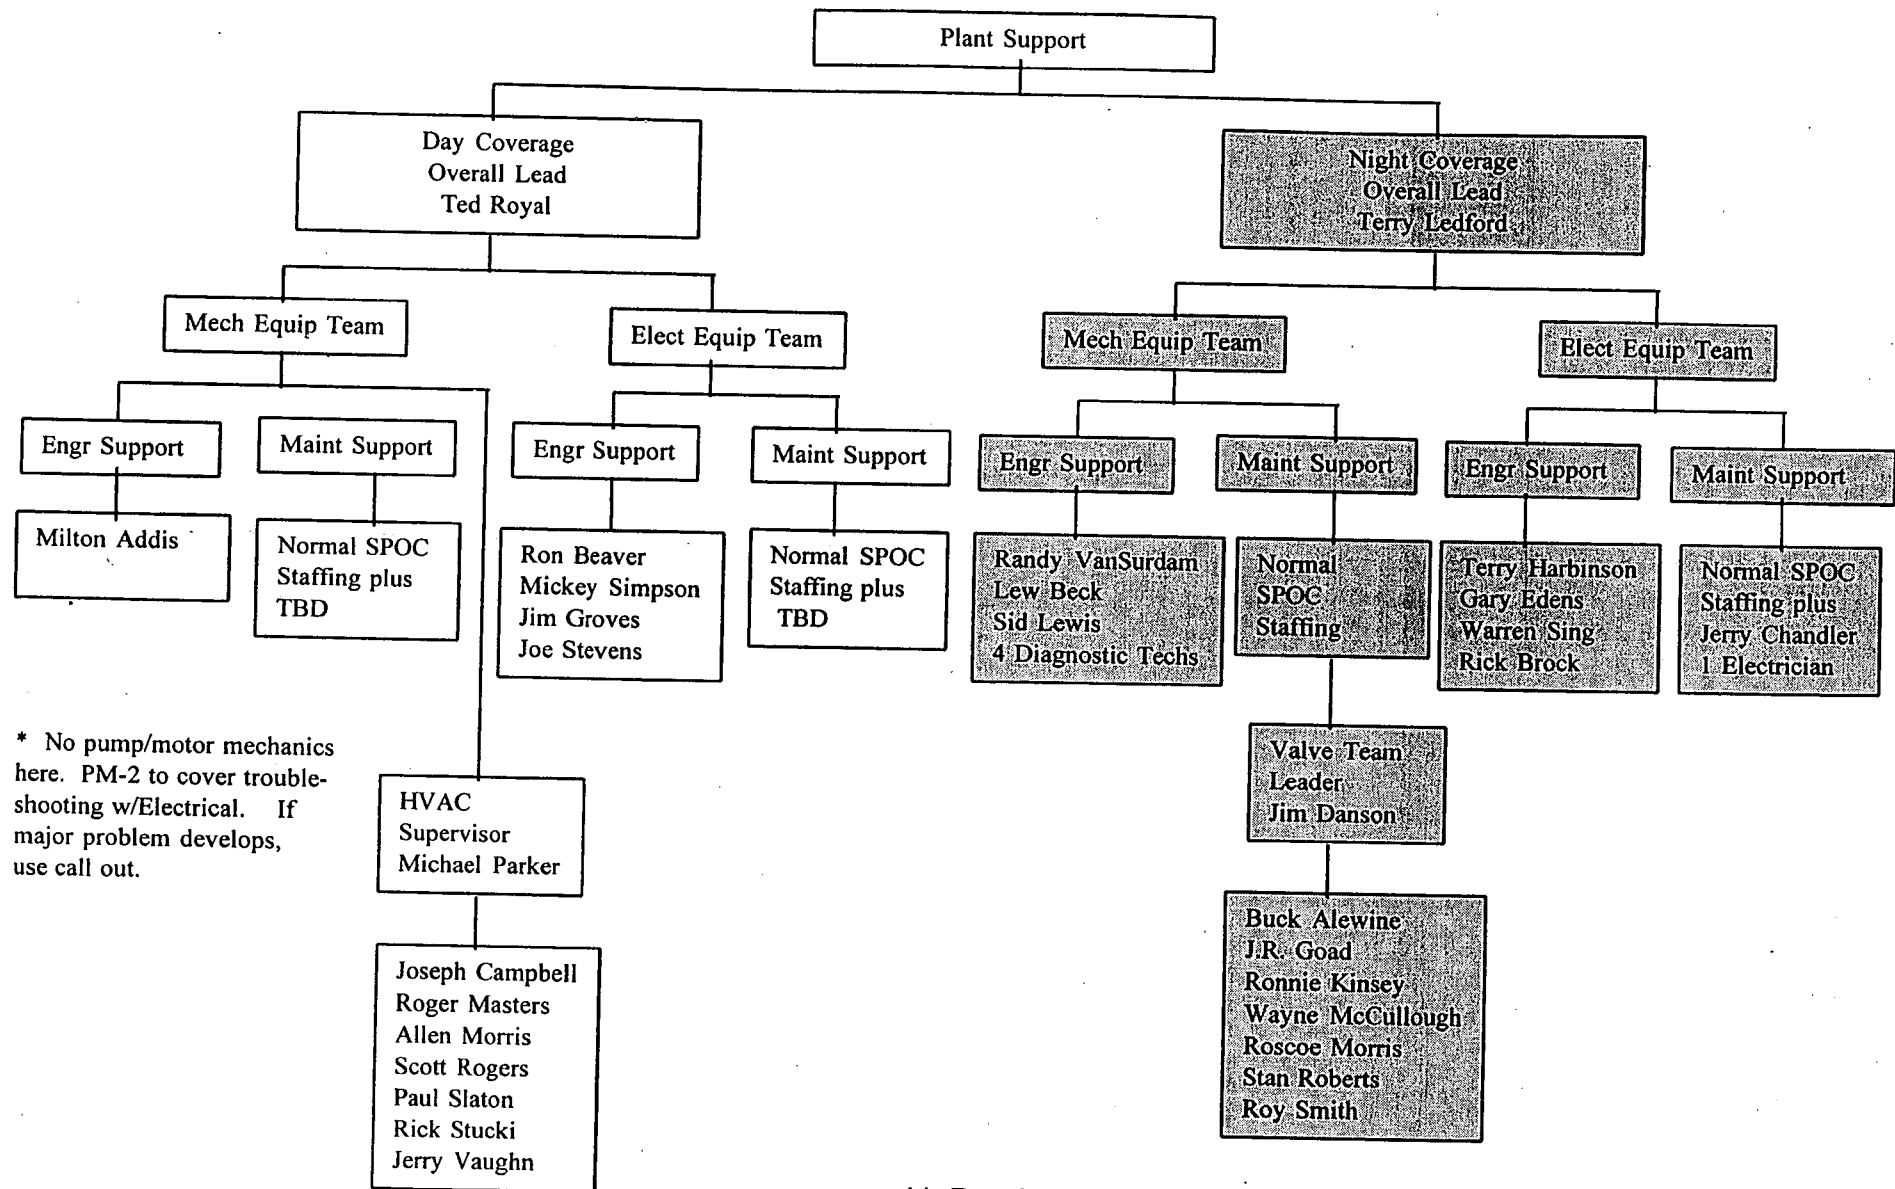 Plant Support
Day Coverage
Overall Lead
Ted Royal
Night Coverage
Overall Lead
Terry Ledford
Mech Equip Team
Elect Equip Team
Mech Equip Team
Elect Equip Team
Engr Support
Maint Support
Engr Support
Maint Support
Engr Support
Maint Support
Engr Support
Maint Support
Milton Addis
Normal SPOC
Staffing plus
TBD
Ron Beaver
Mickey Simpson
Jim Groves
Joe Stevens
Normal SPOC
Staffing plus
TBD
Randy VanSurdam
Lew Beck
Sid Lewis
4 Diagnostic Techs
Normal
SPOC
Staffing
Terry Harbinson
Gary Edens
Warren Sing
Rick Brock
Normal SPOC
Staffing plus
Jerry Chandler
1 Electrician
* No pump/motor mechanics
here. PM-2 to cover trouble-
shooting w/Electrical. If
major problem develops,
use call out.
HVAC
Supervisor
Michael Parker
Valve Team
Leader
Jim Danson
Joseph Campbell
Roger Masters
Allen Morris
Scott Rogers
Paul Slaton
Rick Stucki
Jerry Vaughn
Buck Alewine
J.R. Goad
Ronnie Kinsey
Wayne McCullough
Roscoe Morris
Stan Roberts
Roy Smith